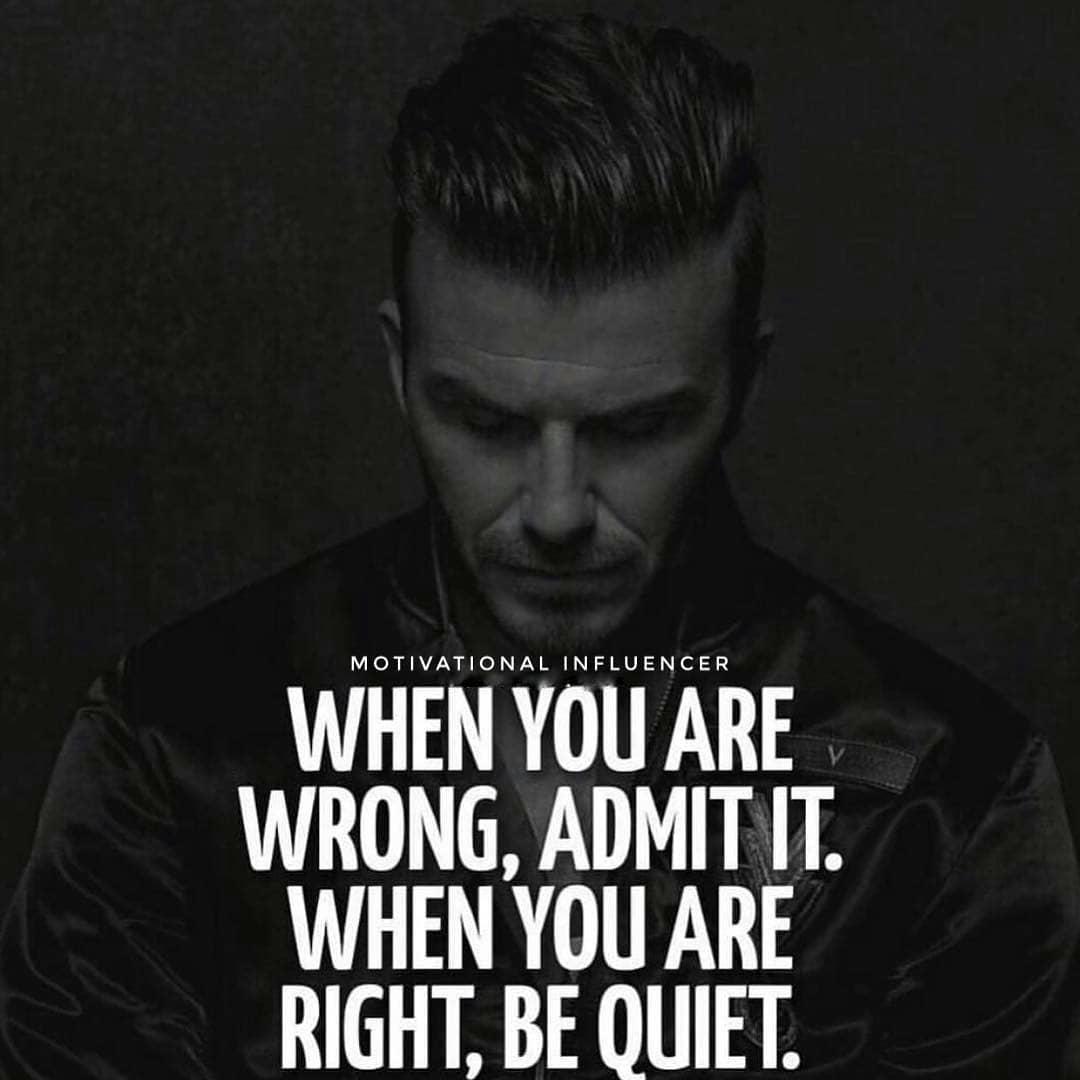 MOTIVATIONAL INFLUENCER
WHEN YOU ARE
WRONG, ADMIT IT.
WHEN YOU ARE
RIGHT, BE QUIET.
V